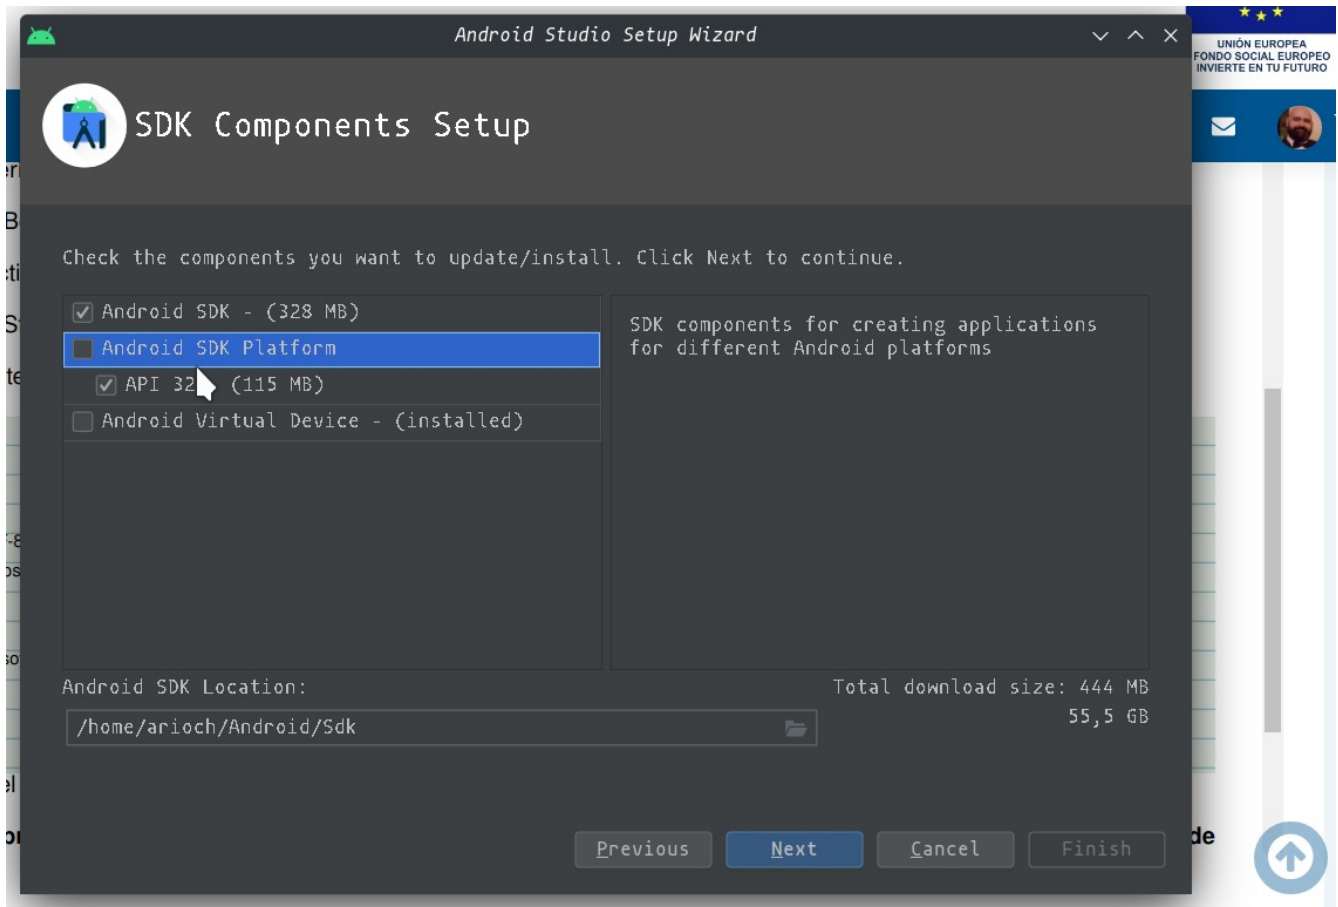 Android Studio Setup Wizard
UNIÓN EUROPEA
FONDO SOCIAL EUROPEO
INVIERTE EN TU FUTURO
SDK Components Setup
Check the components you want to update/install. Click Next to continue.
Android SDK - (328 MB)
Android SDK Platform
API 32 (115 MB)
Android Virtual Device - (installed)
SDK components for creating applications
for different Android platforms
Android SDK Location:
/home/arioch/Android/Sdk
Total download size: 444 MB
55,5 GB
Previous
Next
Cancel
Finish
de